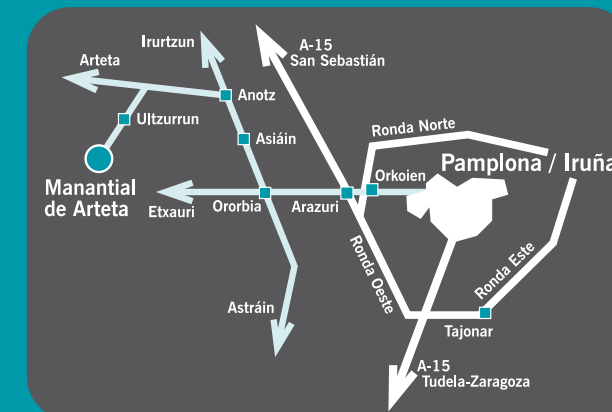 Irurtzun
A-15
San Sebastián
Arteta
Anotz
Ultzurrun
Ronda Norte
Asiáin
Pamplona / Iruña
Orkoien
Manantial
de Arteta
Etxauri
Ororbia
Arazuri
Ronda Oeste
Ronda Este
Astráin
Tajonar
A-15
Tudela-Zaragoza